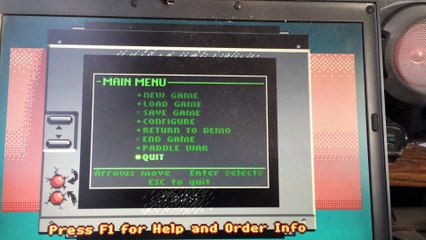 MAIN MENU
NEW GAME
LOAD GAME
SAVE GAME
CONFIGURE
RETURN TO DEMO
END GAME
PADDLE WAR
QUIT
Arrows move Enter selects
ESC to quit
Press F1 for Help and Order Info